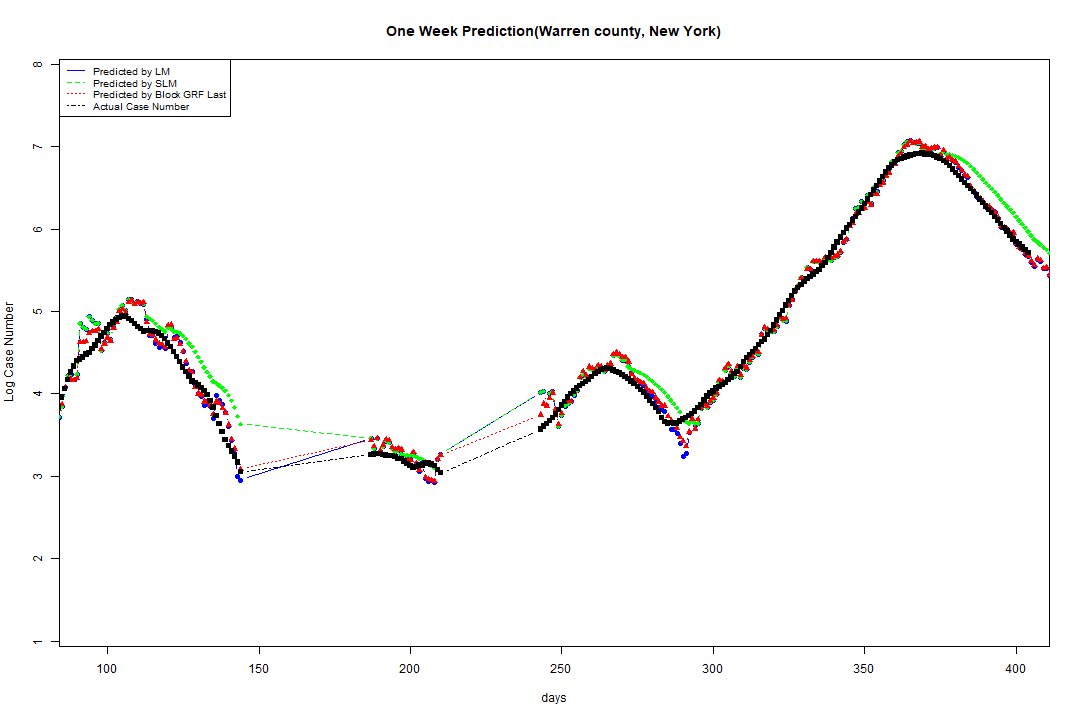 One Week Prediction(Warren county, New York)
Predicted by LM
Predicted by SLM
Predicted by Block GRF Last
Actual Case Number
8
7
6
5
4
3
2
1
Log Case Number
100 150 200 250 300 350 400
days